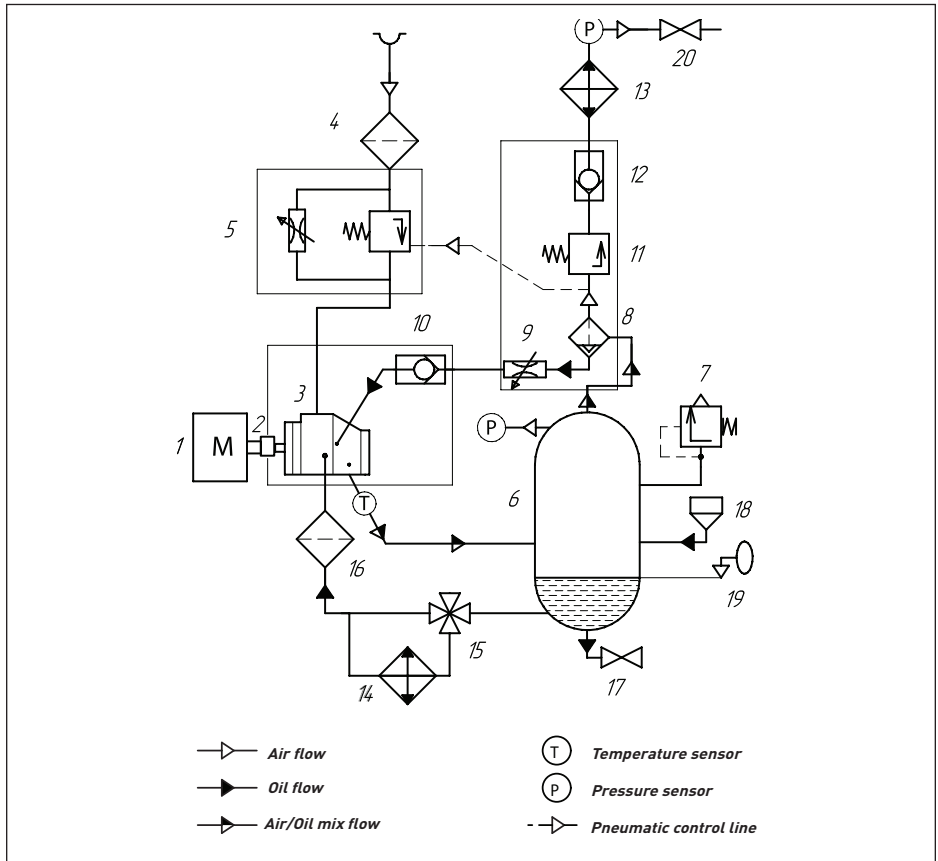 P
20
13
4
12
5
11
10
9
8
7
3
2
1
M
P
6
18
T
16
19
15
14
17
Air flow
T
Temperature sensor
Oil flow
P
Pressure sensor
Air/Oil mix flow
Pneumatic control line